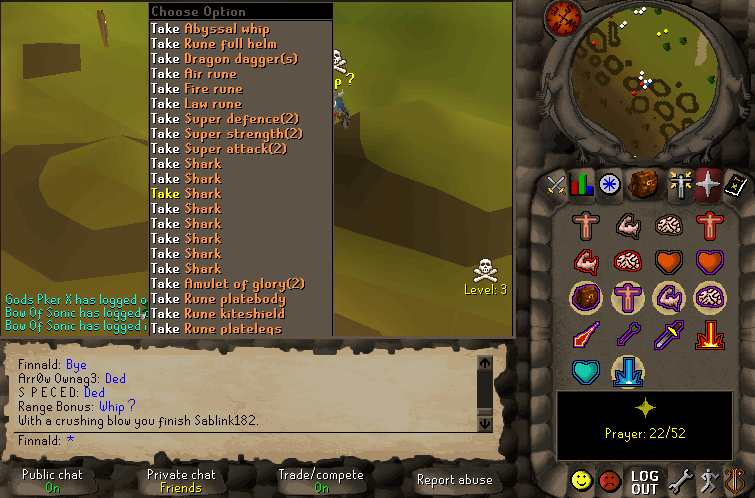 Choose Option
Take Abyssal whip
Take Rune full helm
Take Dragon dagger(s)
Take Air rune
Take Fire rune
Take Law rune
Take Super defence(2)
Take Super strength(2)
Take Super attack(2)
Take Shark
Take Shark
Take Shark
Take Shark
Take Shark
Take Shark
Take Shark
Take Shark
Take Amulet of glory(2)
Take Rune platebody
Take Rune kiteshield
Take Rune platelegs
p ?
Level: 3
Gods Pker X has logged o
Bow Of Sonic has logged
Bow Of Sonic has logged i
Finnald: Bye
Arr0w Ownag3: Ded
S P E C E D: Ded
Range Bonus: Whip ?
With a crushing blow you finish Sablink182.
Finnald: *
Prayer: 22/52
Public chat
On
Private chat
Friends
Trade/compete
On
Report abuse
LOG
OUT